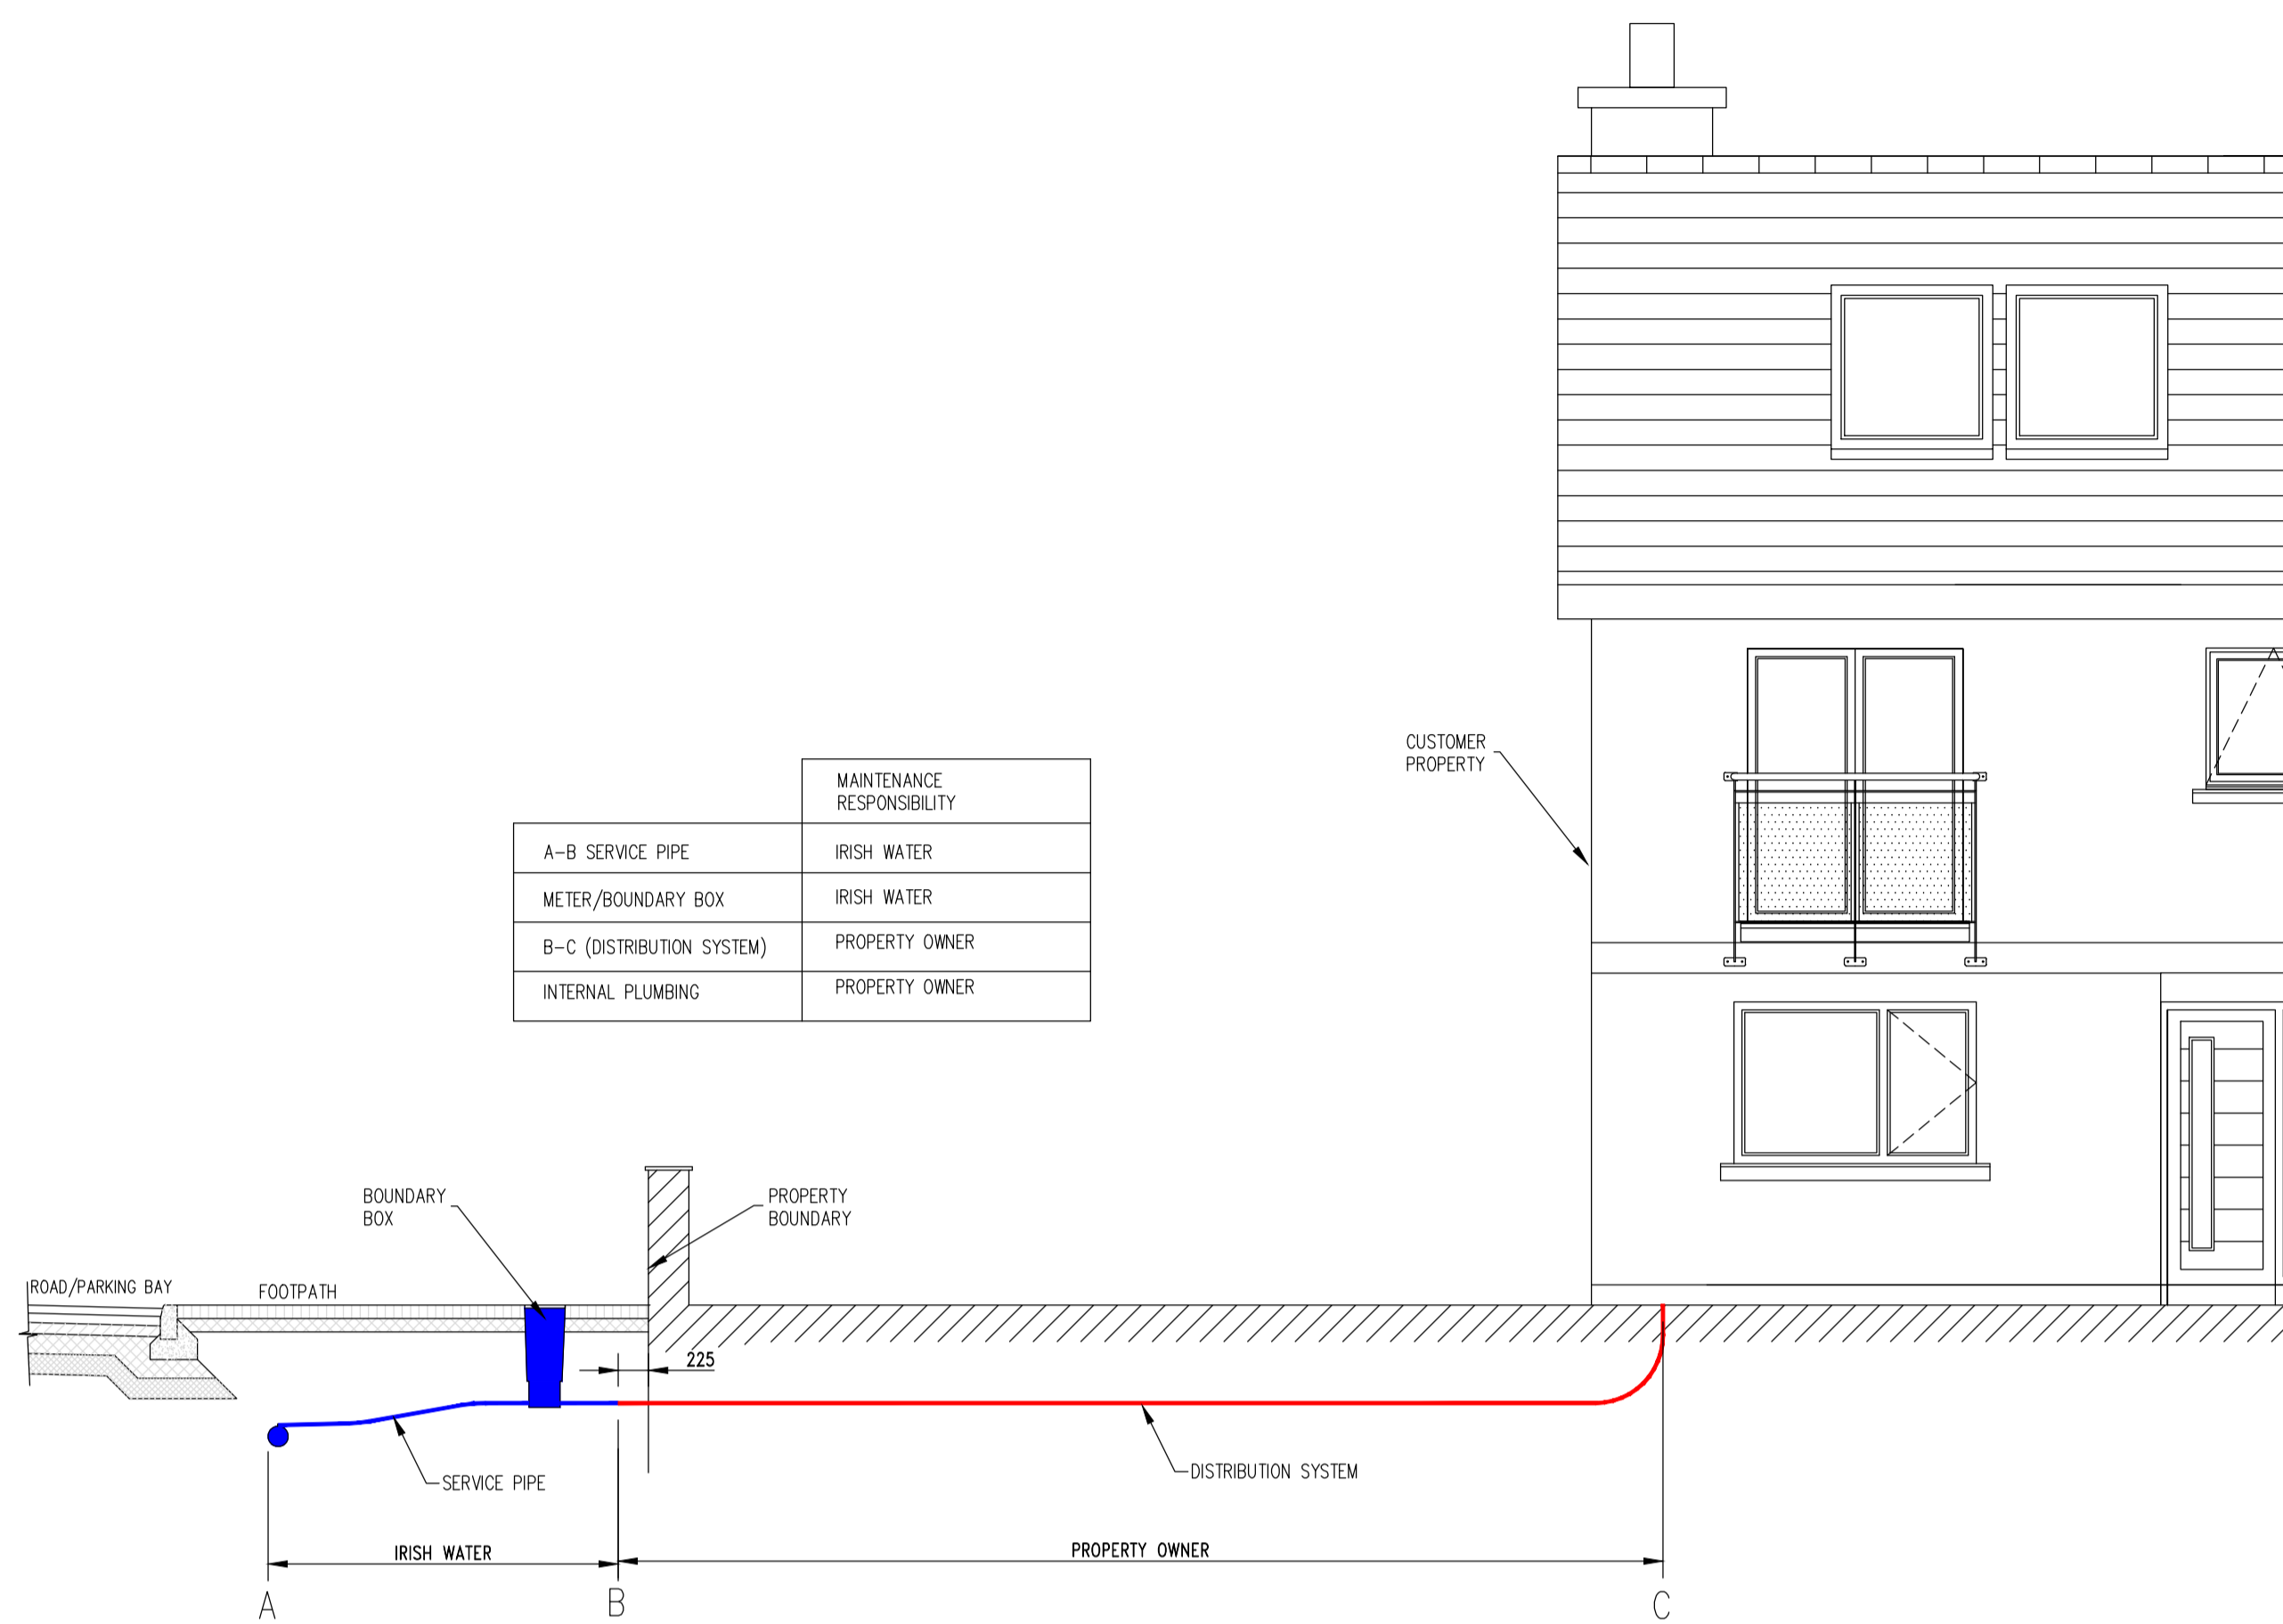 CUSTOMER
PROPERTY
MAINTENANCE
RESPONSIBILITY
A-B SERVICE PIPE
IRISH WATER
METER/BOUNDARY BOX
IRISH WATER
B-C (DISTRIBUTION SYSTEM)
PROPERTY OWNER
INTERNAL PLUMBING
PROPERTY OWNER
BOUNDARY
BOX
PROPERTY
BOUNDARY
ROAD/PARKING BAY
FOOTPATH
225
SERVICE PIPE
DISTRIBUTION SYSTEM
IRISH WATER
PROPERTY OWNER
A
B
C